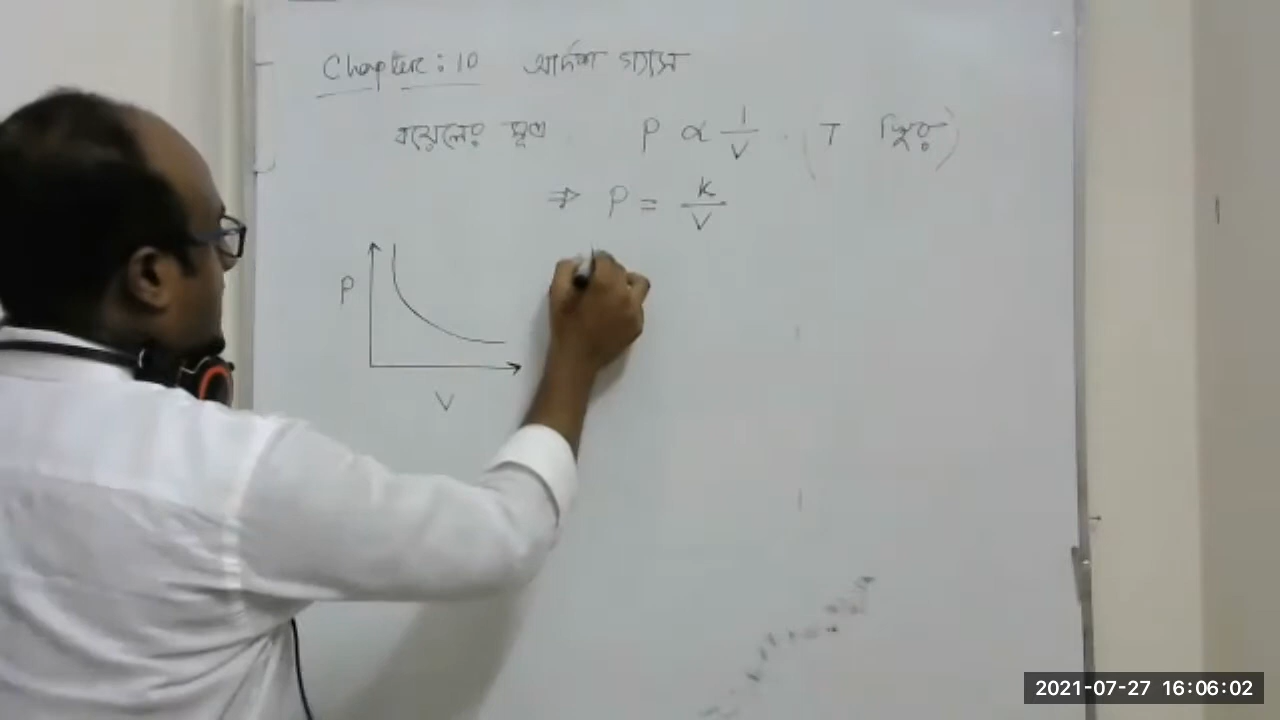 Chapter: 10 আদর্শ গ্যাস
বয়েলের সূত্র P ∝ 1/V . (T স্থির)
⇒ P = K/V
P
V
2021-07-27 16:06:02